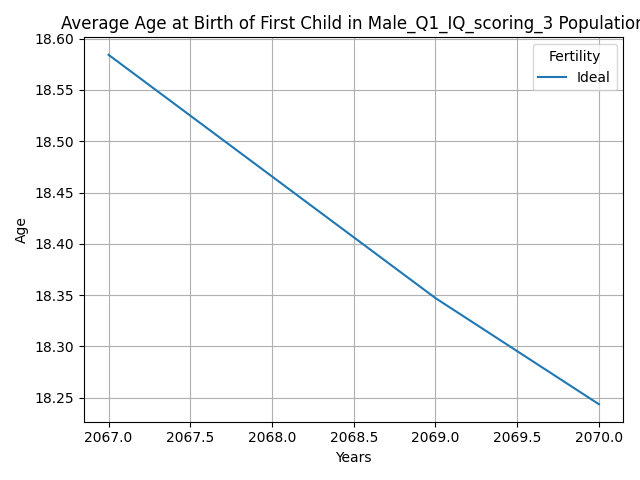 Average Age at Birth of First Child in Male_Q1_IQ_scoring_3 Population
18.60
18.55
18.50
18.45
18.40
18.35
18.30
18.25
Age
Fertility
Ideal
2067.0 2067.5 2068.0 2068.5 2069.0 2069.5 2070.0
Years